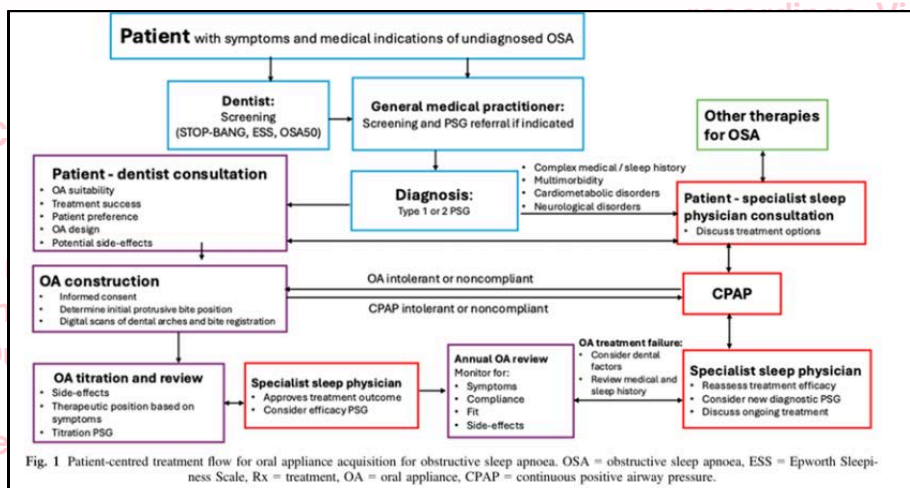 Patient with symptoms and medical indications of undiagnosed OSA
Dentist:
Screening
(STOP-BANG, ESS, OSA50)
General medical practitioner:
Screening and PSG referral if indicated
Other therapies
for OSA
Patient - dentist consultation
• OA suitability
• Treatment success
• Patient preference
• OA design
• Potential side-effects
Diagnosis:
Type 1 or 2 PSG
• Complex medical / sleep history
• Multimorbidity
• Cardiometabolic disorders
• Neurological disorders
Patient - specialist sleep
physician consultation
• Discuss treatment options
OA construction
• Informed consent
• Determine initial protrusive bite position
• Digital scans of dental arches and bite registration
OA intolerant or noncompliant
CPAP intolerant or noncompliant
CPAP
OA titration and review
• Side-effects
• Therapeutic position based on
symptoms
• Titration PSG
Specialist sleep physician
• Approves treatment outcome
• Consider efficacy PSG
Annual OA review
Monitor for:
• Symptoms
• Compliance
• Fit
• Side-effects
OA treatment failure:
• Consider dental
factors
• Review medical and
sleep history
Specialist sleep physician
• Reassess treatment efficacy
• Consider new diagnostic PSG
• Discuss ongoing treatment
Fig. 1 Patient-centred treatment flow for oral appliance acquisition for obstructive sleep apnoea. OSA = obstructive sleep apnoea, ESS = Epworth Sleepi-
ness Scale, Rx = treatment, OA = oral appliance, CPAP = continuous positive airway pressure.